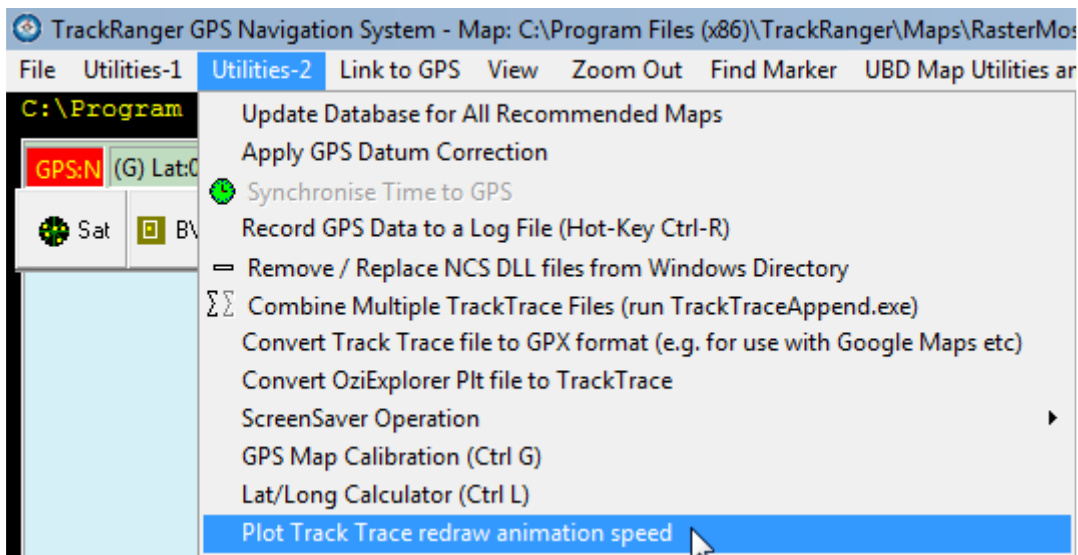 TrackRanger GPS Navigation System - Map: C:\Program Files (x86)\TrackRanger\Maps\RasterMos
File Utilities-1 Utilities-2 Link to GPS View Zoom Out Find Marker UBD Map Utilities ar
C:\Program
GPS:N (G) Lat:0
Sat BV
Update Database for All Recommended Maps
Apply GPS Datum Correction
Synchronise Time to GPS
Record GPS Data to a Log File (Hot-Key Ctrl-R)
Remove / Replace NCS DLL files from Windows Directory
Combine Multiple TrackTrace Files (run TrackTraceAppend.exe)
Convert Track Trace file to GPX format (e.g. for use with Google Maps etc)
Convert OziExplorer Plt file to TrackTrace
ScreenSaver Operation
GPS Map Calibration (Ctrl G)
Lat/Long Calculator (Ctrl L)
Plot Track Trace redraw animation speed